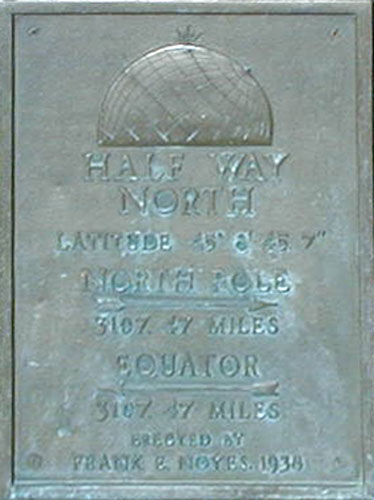 HALF WAY
NORTH
LATITUDE 45° 8' 45.7"
NORTH POLE
3107.47 MILES
EQUATOR
3107.47 MILES
ERECTED BY
FRANK E. NOYES. 1938